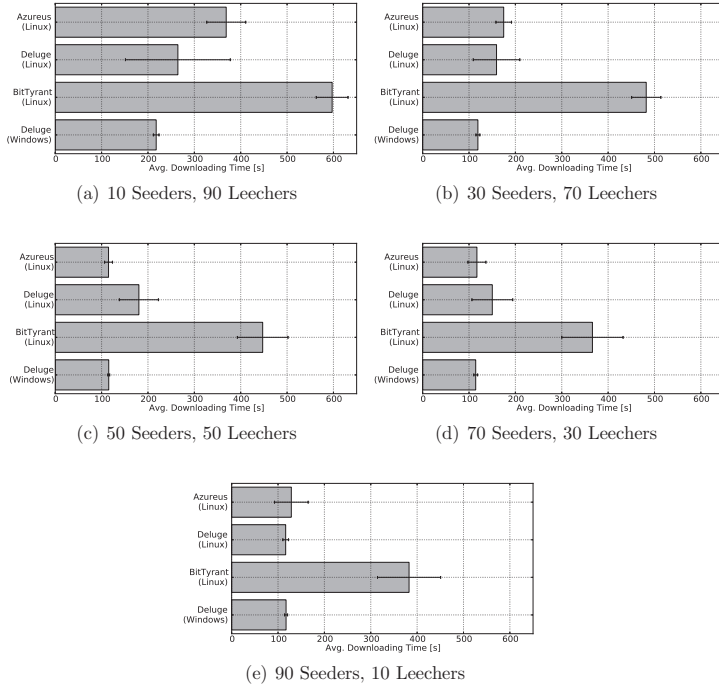 Azureus
(Linux)
Deluge
(Linux)
BitTyrant
(Linux)
Deluge
(Windows)
0 100 200 300 400 500 600
Avg. Downloading Time [s]
(a) 10 Seeders, 90 Leechers
Azureus
(Linux)
Deluge
(Linux)
BitTyrant
(Linux)
Deluge
(Windows)
0 100 200 300 400 500 600
Avg. Downloading Time [s]
(b) 30 Seeders, 70 Leechers
Azureus
(Linux)
Deluge
(Linux)
BitTyrant
(Linux)
Deluge
(Windows)
0 100 200 300 400 500 600
Avg. Downloading Time [s]
(c) 50 Seeders, 50 Leechers
Azureus
(Linux)
Deluge
(Linux)
BitTyrant
(Linux)
Deluge
(Windows)
0 100 200 300 400 500 600
Avg. Downloading Time [s]
(d) 70 Seeders, 30 Leechers
Azureus
(Linux)
Deluge
(Linux)
BitTyrant
(Linux)
Deluge
(Windows)
0 100 200 300 400 500 600
Avg. Downloading Time [s]
(e) 90 Seeders, 10 Leechers